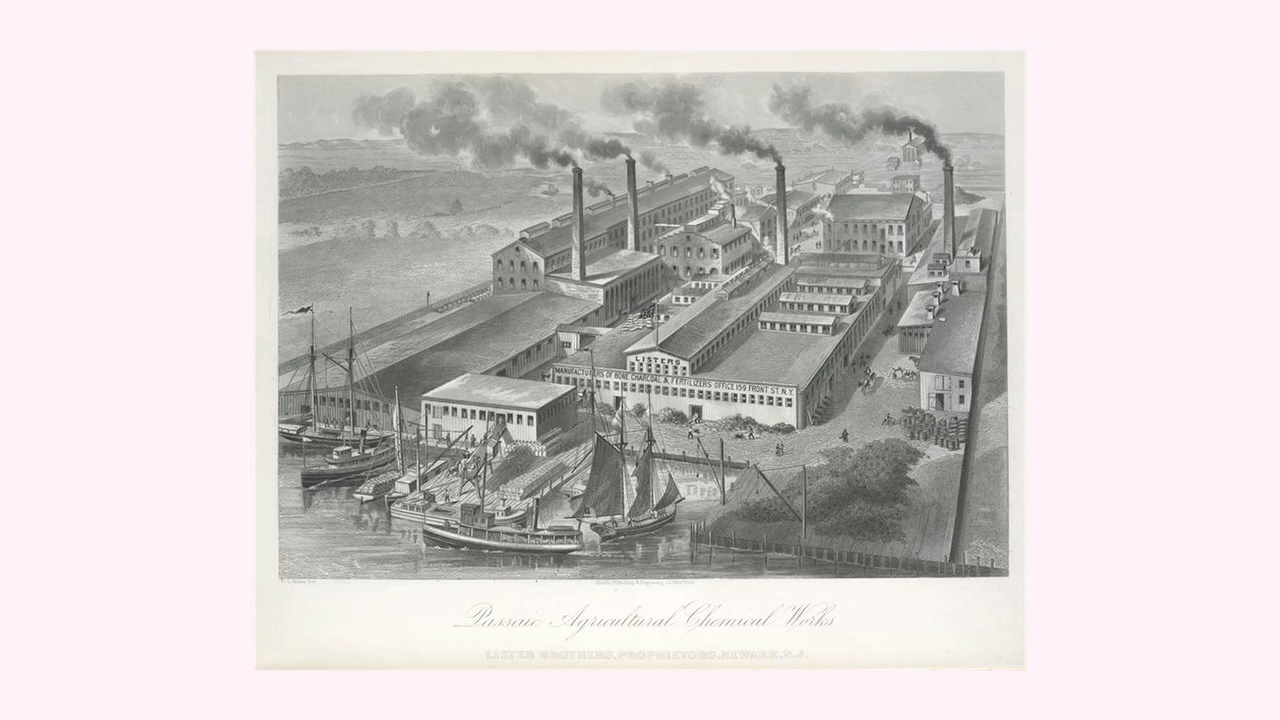 LISTERS
MANUFACTURERS OF BONE CHARCOAL & FERTILIZERS OFFICE 159 FRONT ST. N.Y.
Passaic Agricultural Chemical Works
LISTER BROTHERS, PROPRIETORS, NEWARK, N.J.